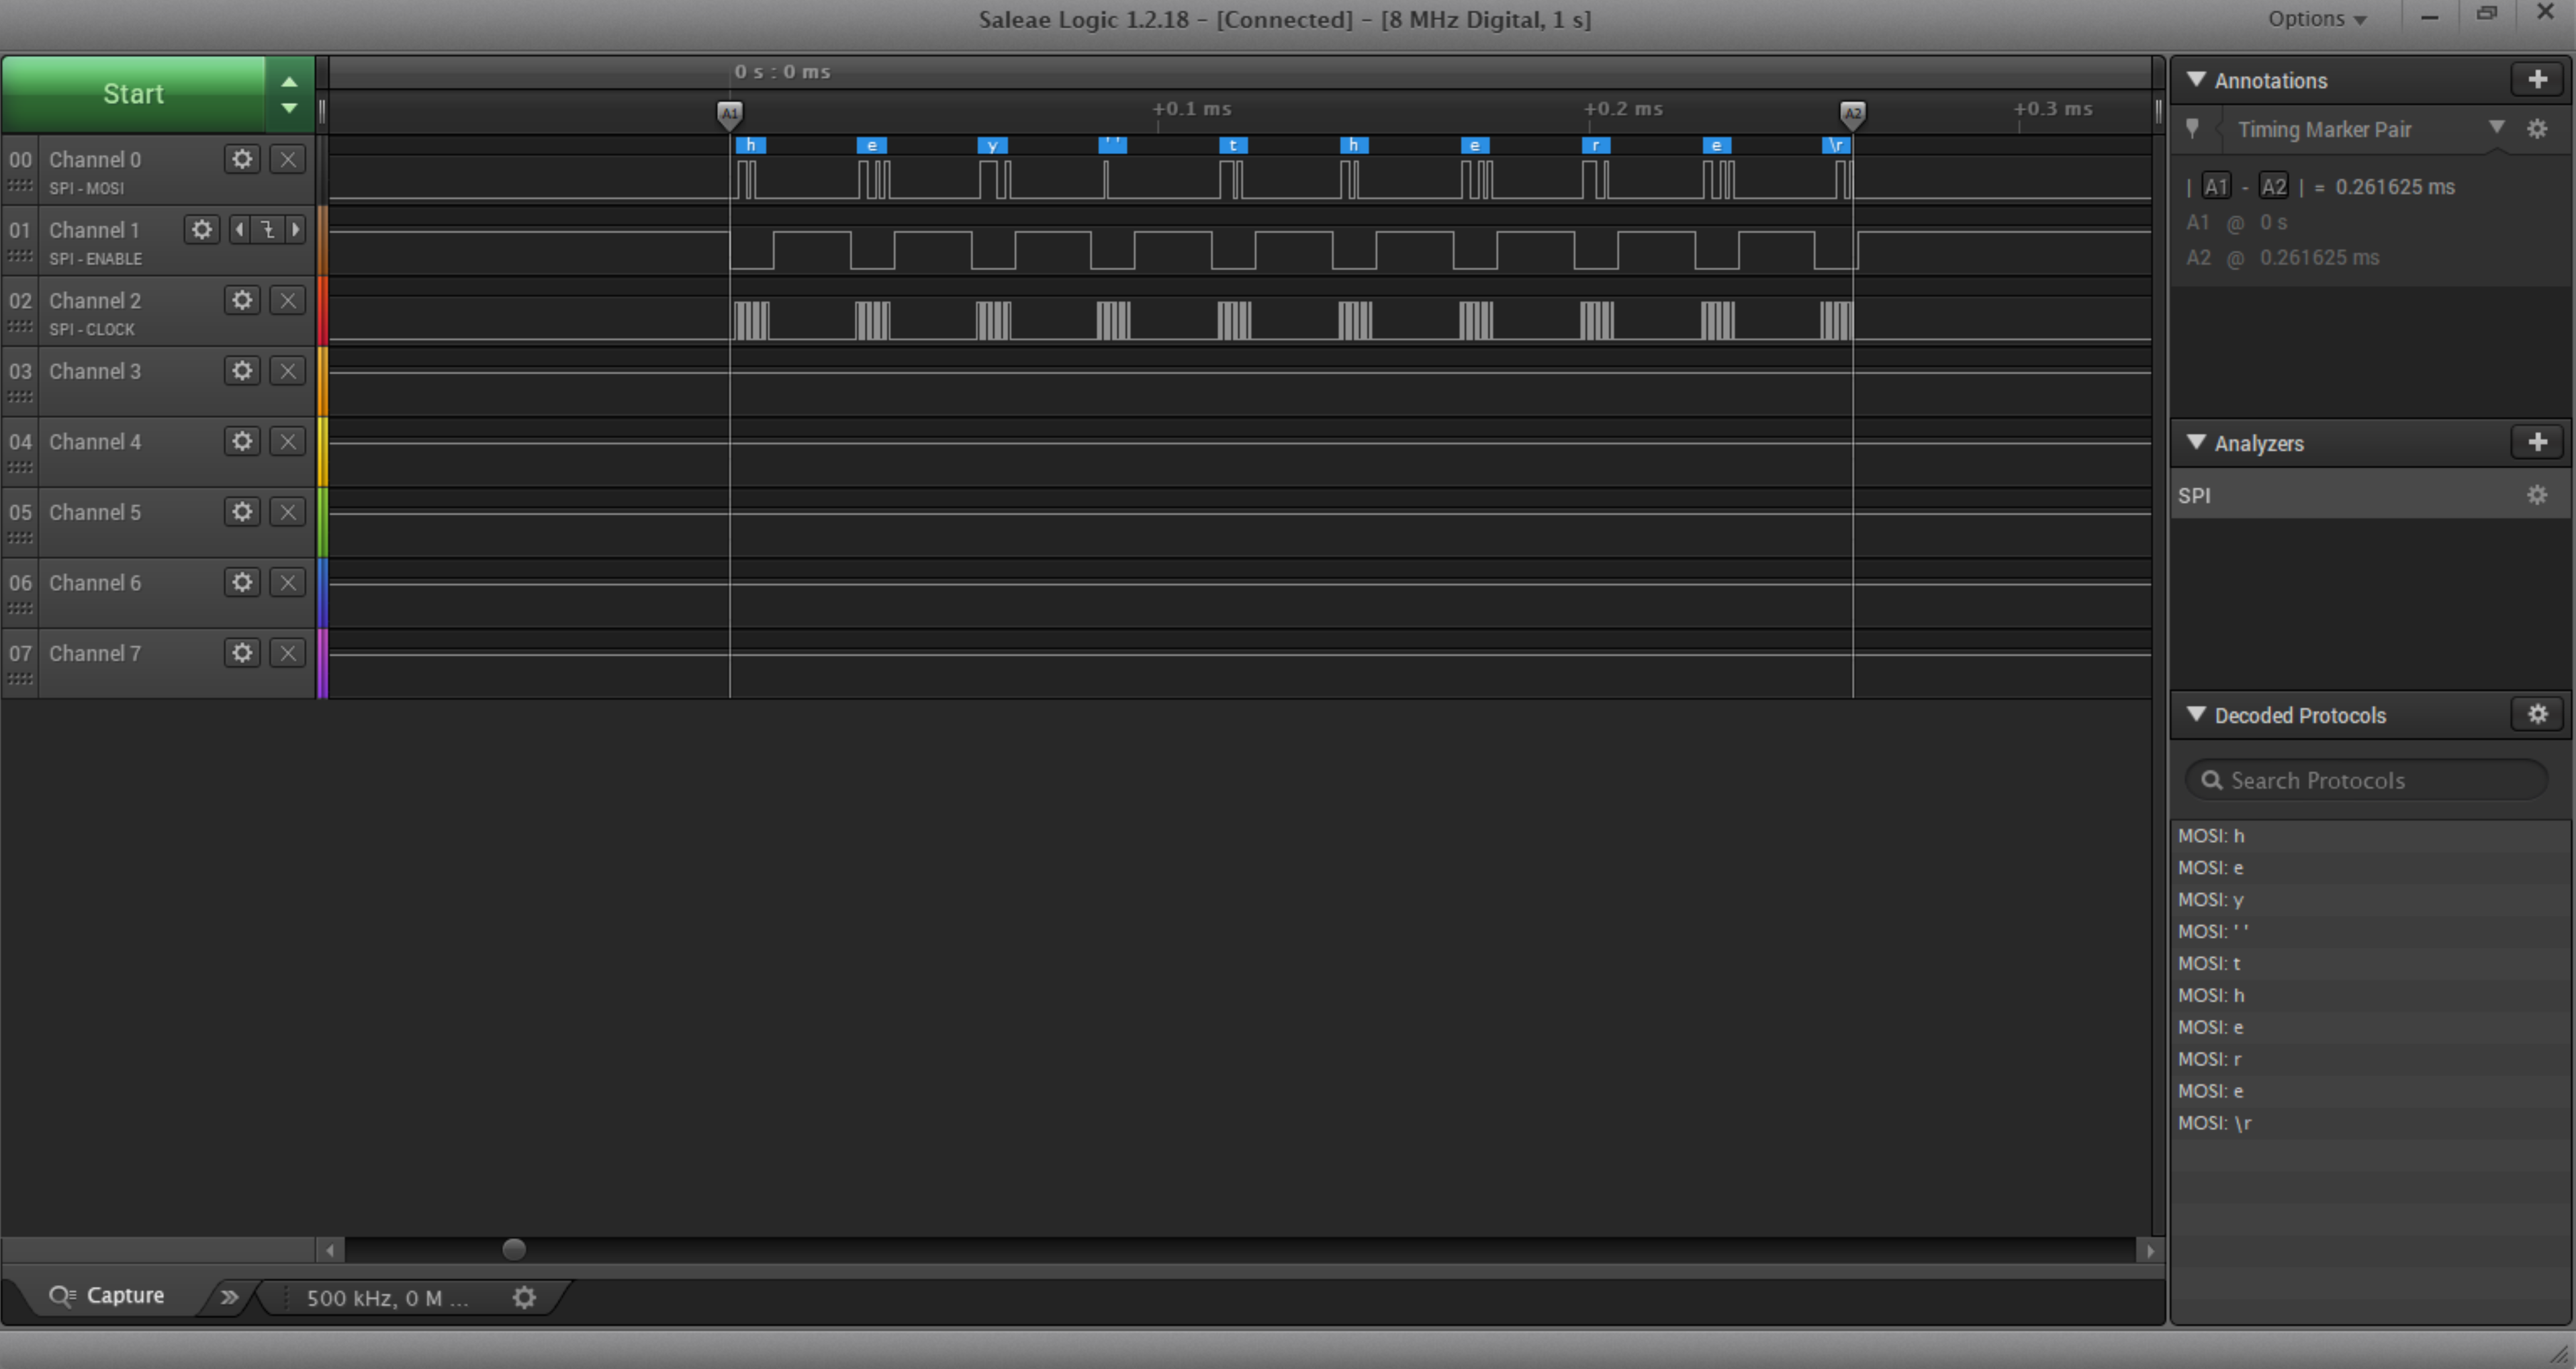 Saleae Logic 1.2.18 - [Connected] - [8 MHz Digital, 1 s]
Options
Start
0 s : 0 ms
+0.1 ms
+0.2 ms
+0.3 ms
A1
A2
h e y ' ' t h e r e \r
00 Channel 0
SPI - MOSI
01 Channel 1
SPI - ENABLE
02 Channel 2
SPI - CLOCK
03 Channel 3
04 Channel 4
05 Channel 5
06 Channel 6
07 Channel 7
Capture
500 kHz, 0 M ...
Annotations
Timing Marker Pair
| A1 - A2 | = 0.261625 ms
A1 @ 0 s
A2 @ 0.261625 ms
Analyzers
SPI
Decoded Protocols
Search Protocols
MOSI: h
MOSI: e
MOSI: y
MOSI: ' '
MOSI: t
MOSI: h
MOSI: e
MOSI: r
MOSI: e
MOSI: \r